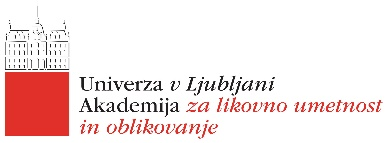 Univerza v Ljubljani
Akademija za likovno umetnost
in oblikovanje